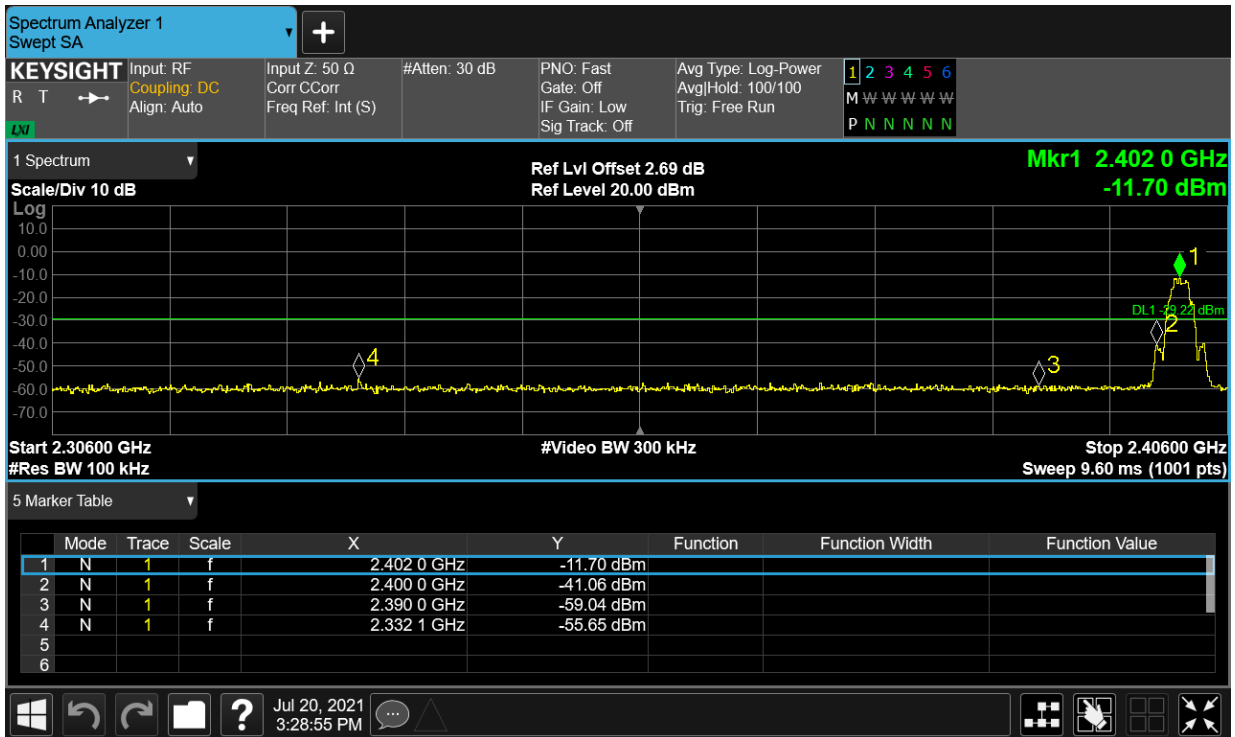 Spectrum Analyzer 1
Swept SA
+
KEYSIGHT
R T
LXI
Input: RF
Coupling: DC
Align: Auto
Input Z: 50 Ω
Corr CCorr
Freq Ref: Int (S)
#Atten: 30 dB
PNO: Fast
Gate: Off
IF Gain: Low
Sig Track: Off
Avg Type: Log-Power
Avg|Hold: 100/100
Trig: Free Run
1 2 3 4 5 6
M W W W W W
P N N N N N
1 Spectrum
Scale/Div 10 dB
Ref Lvl Offset 2.69 dB
Ref Level 20.00 dBm
Mkr1 2.402 0 GHz
-11.70 dBm
Log
10.0
0.00
-10.0
-20.0
-30.0
-40.0
-50.0
-60.0
-70.0
1
DL1 -29.22 dBm
2
3
4
Start 2.30600 GHz
#Res BW 100 kHz
#Video BW 300 kHz
Stop 2.40600 GHz
Sweep 9.60 ms (1001 pts)
5 Marker Table
Mode Trace Scale X Y Function Function Width Function Value
1 N 1 f 2.402 0 GHz -11.70 dBm
2 N 1 f 2.400 0 GHz -41.06 dBm
3 N 1 f 2.390 0 GHz -59.04 dBm
4 N 1 f 2.332 1 GHz -55.65 dBm
5
6
?
Jul 20, 2021
3:28:55 PM